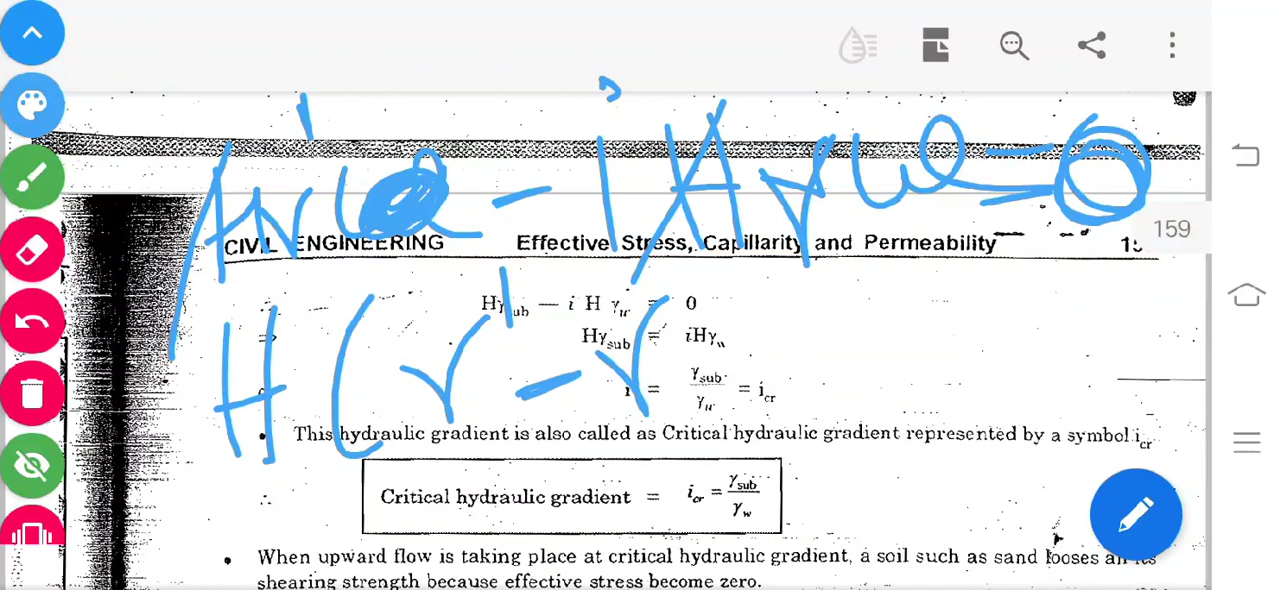 159
CIVIL ENGINEERING Effective Stress, Capillarity and Permeability
Hγsub — i H γw = 0
⇒ Hγsub = iHγw
= γsub / γw = icr
• This hydraulic gradient is also called as Critical hydraulic gradient represented by a symbol icr
∴ Critical hydraulic gradient = icr = γsub / γw
• When upward flow is taking place at critical hydraulic gradient, a soil such as sand looses all its
shearing strength because effective stress become zero.
H(γ' - γ